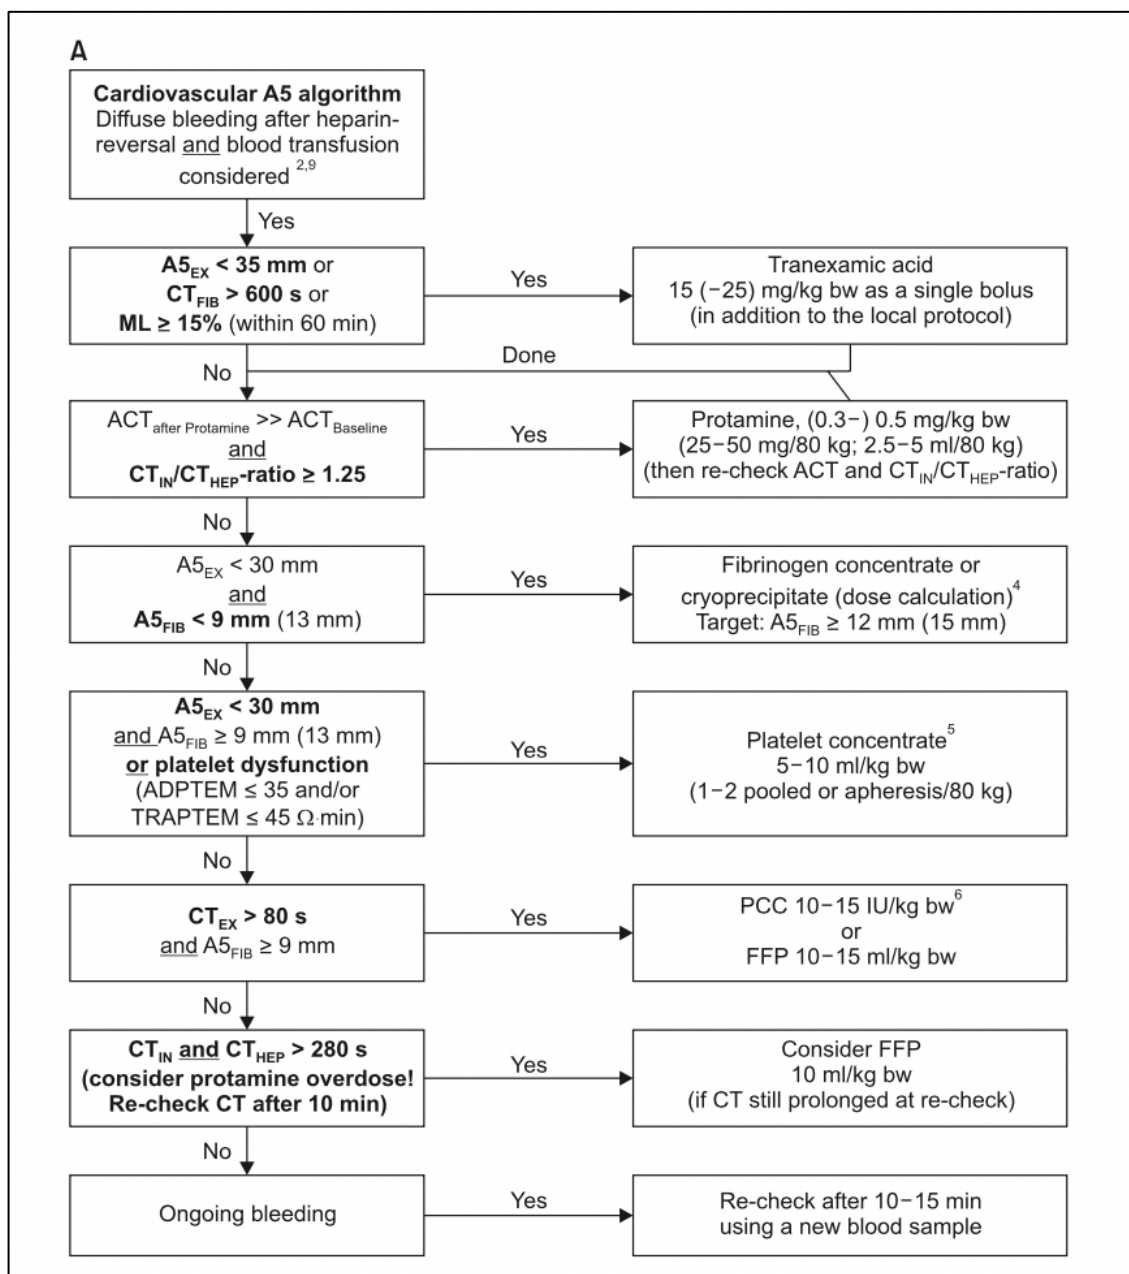 A
Cardiovascular A5 algorithm
Diffuse bleeding after heparin-
reversal and blood transfusion
considered 2,9
Yes
A5EX < 35 mm or
CTFIB > 600 s or
ML ≥ 15% (within 60 min)
Yes
Tranexamic acid
15 (−25) mg/kg bw as a single bolus
(in addition to the local protocol)
Done
No
ACTafter Protamine >> ACTBaseline
and
CTIN/CTHEP-ratio ≥ 1.25
Yes
Protamine, (0.3−) 0.5 mg/kg bw
(25−50 mg/80 kg; 2.5−5 ml/80 kg)
(then re-check ACT and CTIN/CTHEP-ratio)
No
A5EX < 30 mm
and
A5FIB < 9 mm (13 mm)
Yes
Fibrinogen concentrate or
cryoprecipitate (dose calculation)4
Target: A5FIB ≥ 12 mm (15 mm)
No
A5EX < 30 mm
and A5FIB ≥ 9 mm (13 mm)
or platelet dysfunction
(ADPTEM ≤ 35 and/or
TRAPTEM ≤ 45 Ω·min)
Yes
Platelet concentrate5
5−10 ml/kg bw
(1−2 pooled or apheresis/80 kg)
No
CTEX > 80 s
and A5FIB ≥ 9 mm
Yes
PCC 10−15 IU/kg bw6
or
FFP 10−15 ml/kg bw
No
CTIN and CTHEP > 280 s
(consider protamine overdose!
Re-check CT after 10 min)
Yes
Consider FFP
10 ml/kg bw
(if CT still prolonged at re-check)
No
Ongoing bleeding
Yes
Re-check after 10−15 min
using a new blood sample